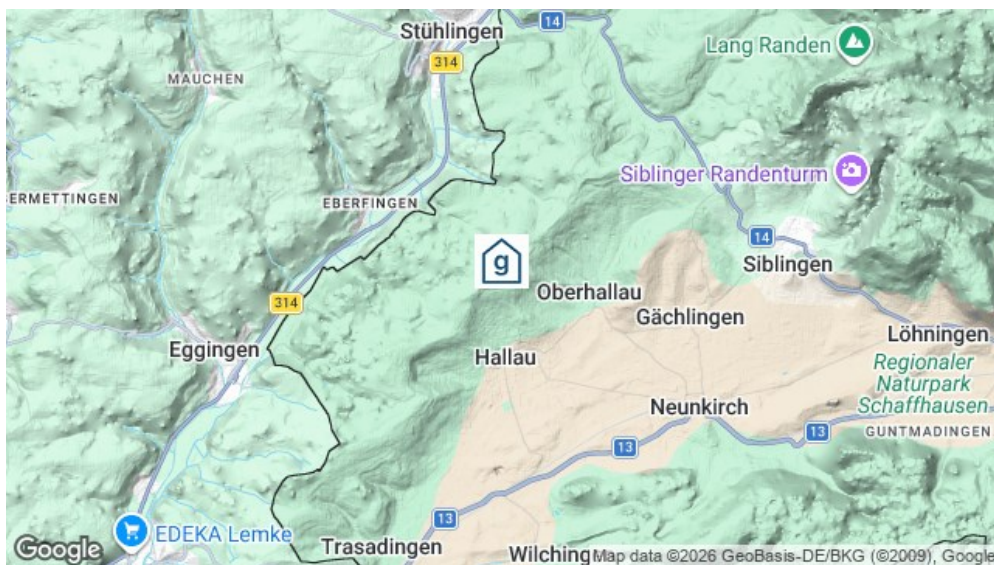 Stühlingen
14
Lang Randen
314
MAUCHEN
Siblinger Randenturm
ERMETTINGEN
EBERFINGEN
14
g
Siblingen
Oberhallau
314
Gächlingen
Löhningen
Eggingen
Hallau
Regionaler
Naturpark
Schaffhausen
Neunkirch
13
GUNTMADINGEN
13
13
EDEKA Lemke
Google
Trasadingen
Wilching
Map data ©2026 GeoBasis-DE/BKG (©2009), Google